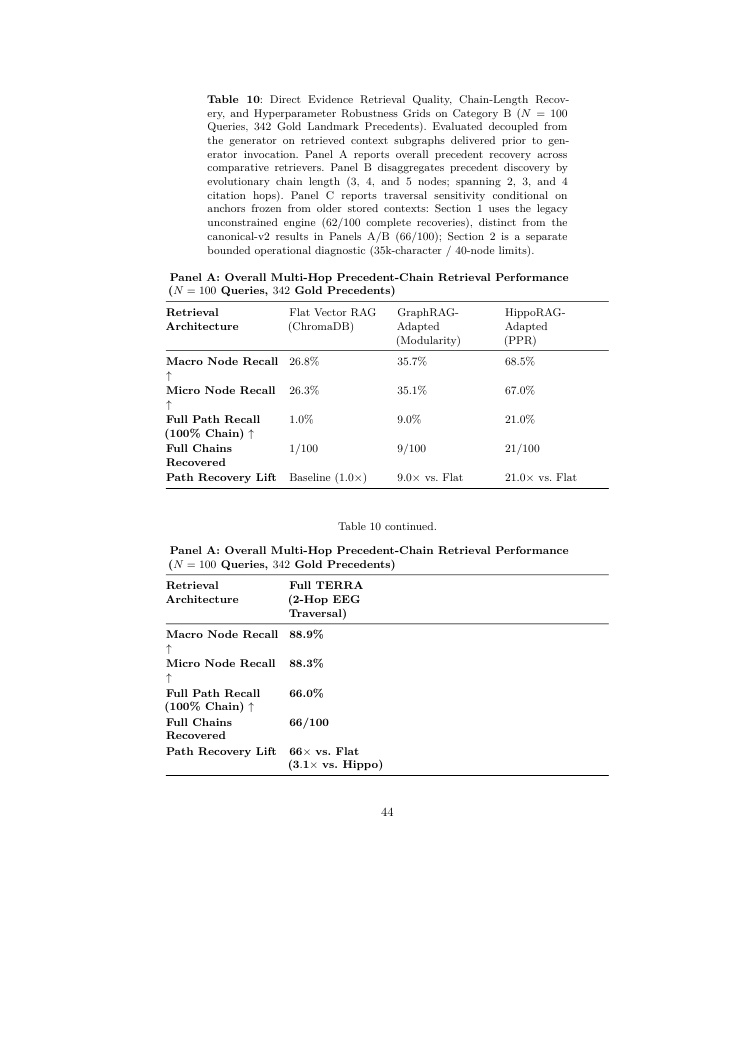 Table 10: Direct Evidence Retrieval Quality, Chain-Length Recov-
ery, and Hyperparameter Robustness Grids on Category B (N = 100
Queries, 342 Gold Landmark Precedents). Evaluated decoupled from
the generator on retrieved context subgraphs delivered prior to gen-
erator invocation. Panel A reports overall precedent recovery across
comparative retrievers. Panel B disaggregates precedent discovery by
evolutionary chain length (3, 4, and 5 nodes; spanning 2, 3, and 4
citation hops). Panel C reports traversal sensitivity conditional on
anchors frozen from older stored contexts: Section 1 uses the legacy
unconstrained engine (62/100 complete recoveries), distinct from the
canonical-v2 results in Panels A/B (66/100); Section 2 is a separate
bounded operational diagnostic (35k-character / 40-node limits).
Panel A: Overall Multi-Hop Precedent-Chain Retrieval Performance
(N = 100 Queries, 342 Gold Precedents)
Retrieval Flat Vector RAG GraphRAG- HippoRAG-
Architecture (ChromaDB) Adapted Adapted
(Modularity) (PPR)
Macro Node Recall 26.8% 35.7% 68.5%
↑
Micro Node Recall 26.3% 35.1% 67.0%
↑
Full Path Recall 1.0% 9.0% 21.0%
(100% Chain) ↑
Full Chains 1/100 9/100 21/100
Recovered
Path Recovery Lift Baseline (1.0×) 9.0× vs. Flat 21.0× vs. Flat
Table 10 continued.
Panel A: Overall Multi-Hop Precedent-Chain Retrieval Performance
(N = 100 Queries, 342 Gold Precedents)
Retrieval Full TERRA
Architecture (2-Hop EEG
Traversal)
Macro Node Recall 88.9%
↑
Micro Node Recall 88.3%
↑
Full Path Recall 66.0%
(100% Chain) ↑
Full Chains 66/100
Recovered
Path Recovery Lift 66× vs. Flat
(3.1× vs. Hippo)
44